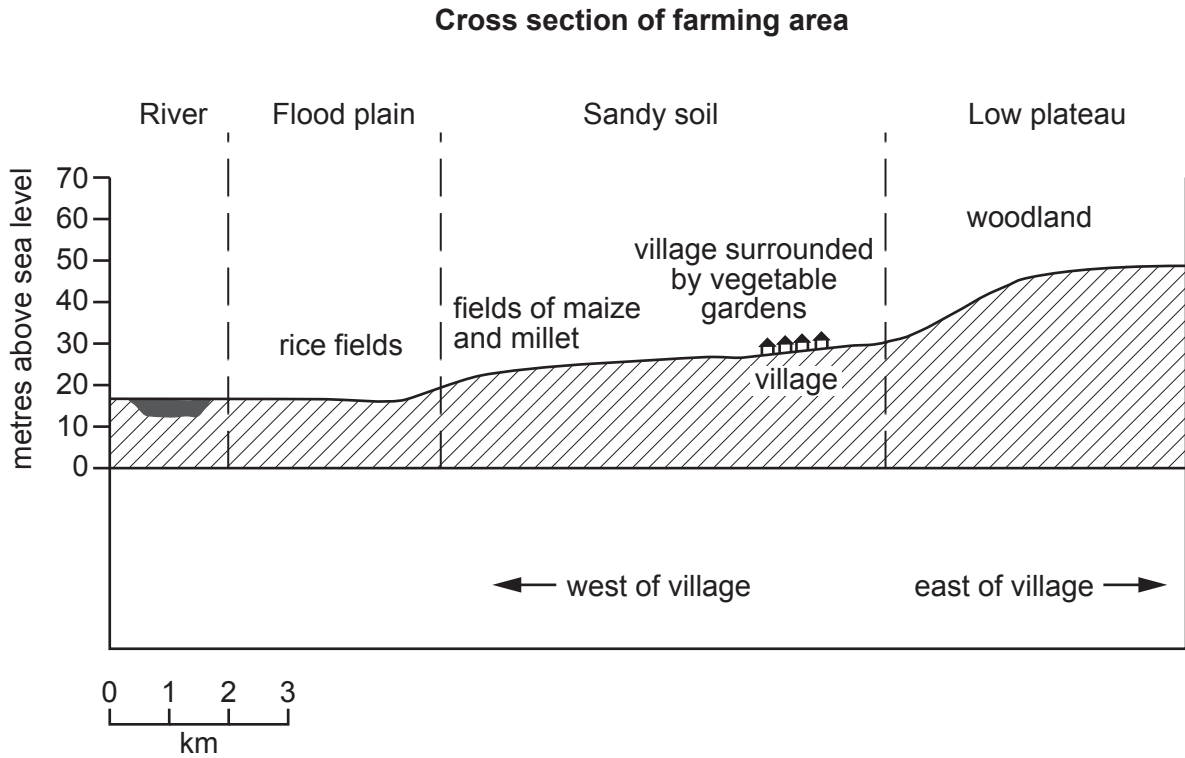 Cross section of farming area
River
Flood plain
Sandy soil
Low plateau
metres above sea level
70
60
50
40
30
20
10
0
woodland
village surrounded
by vegetable
gardens
fields of maize
and millet
rice fields
village
west of village
east of village
0 1 2 3
km